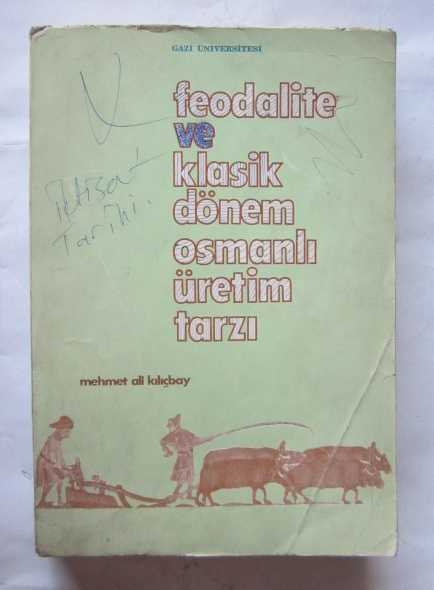 GAZİ ÜNİVERSİTESİ
feodalite
ve
klasik
dönem
osmanlı
üretim
tarzı
İktisat
Tarihi.
mehmet ali kılıçbay